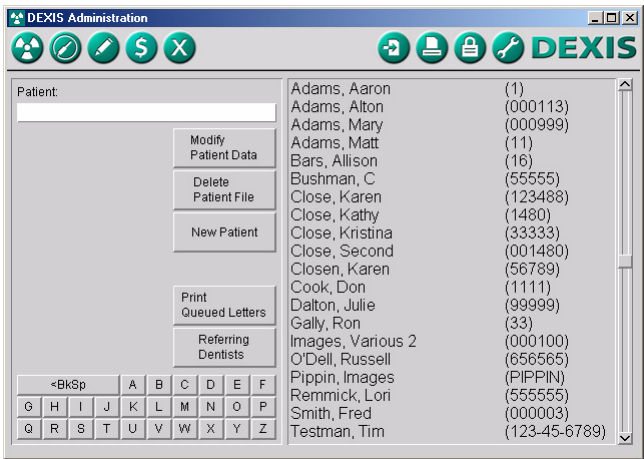 DEXIS Administration
$ X DEXIS
Patient:
Modify
Patient Data
Delete
Patient File
New Patient
Print
Queued Letters
Referring
Dentists
<BkSp A B C D E F
G H I J K L M N O P
Q R S T U V W X Y Z
Adams, Aaron (1)
Adams, Alton (000113)
Adams, Mary (000999)
Adams, Matt (11)
Bars, Allison (16)
Bushman, C (55555)
Close, Karen (123488)
Close, Kathy (1480)
Close, Kristina (33333)
Close, Second (001480)
Closen, Karen (56789)
Cook, Don (1111)
Dalton, Julie (99999)
Gally, Ron (33)
Images, Various 2 (000100)
O'Dell, Russell (656565)
Pippin, Images (PIPPIN)
Remmick, Lori (555555)
Smith, Fred (000003)
Testman, Tim (123-45-6789)